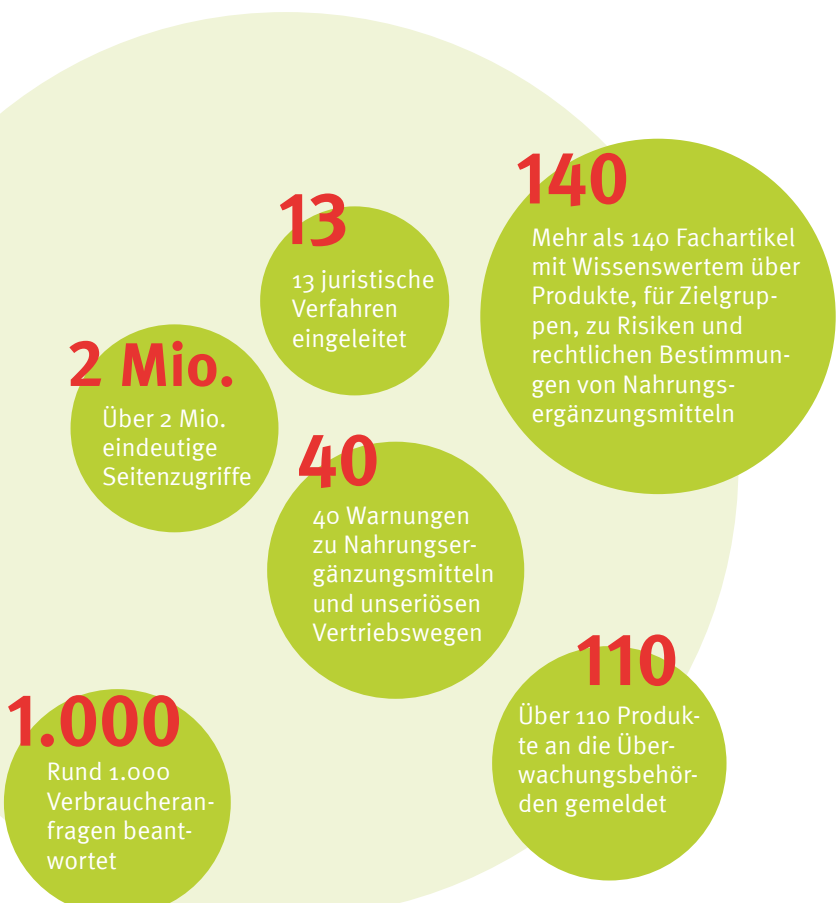 140
Mehr als 140 Fachartikel
mit Wissenswertem über
Produkte, für Zielgrup-
pen, zu Risiken und
rechtlichen Bestimmun-
gen von Nahrungs-
ergänzungsmitteln
13
13 juristische
Verfahren
eingeleitet
2 Mio.
Über 2 Mio.
eindeutige
Seitenzugriffe
40
40 Warnungen
zu Nahrungser-
gänzungsmitteln
und unseriösen
Vertriebswegen
110
Über 110 Produk-
te an die Über-
wachungsbehör-
den gemeldet
1.000
Rund 1.000
Verbraucheran-
fragen beant-
wortet